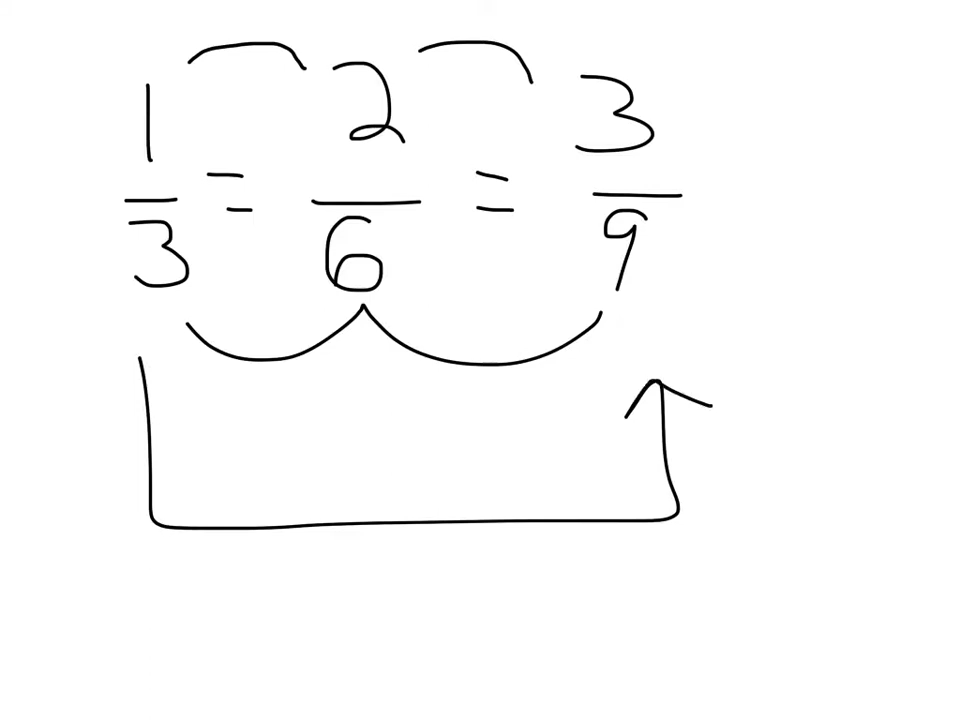 1/3 = 2/6 = 3/9